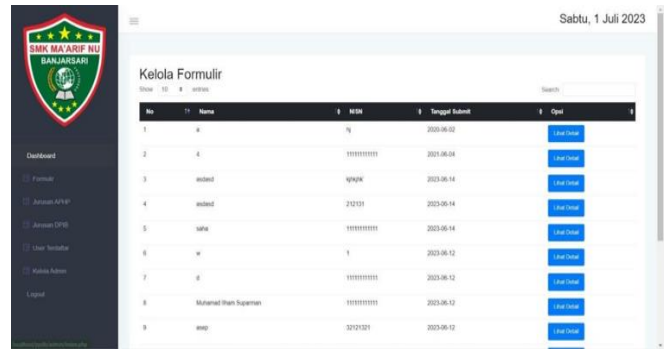 Sabtu, 1 Juli 2023
SMK MA'ARIF NU
BANJARSARI
Kelola Formulir
Show 10 entries
Search:
No Nama NISN Tanggal Submit Opsi
1 a hj 2020-06-02 Lihat Detail
2 4. 111111111111 2021-06-04 Lihat Detail
3 asdasd 2023-06-14 Lihat Detail
4 asdasd 212131 2023-06-14 Lihat Detail
5 saha 111111111111 2023-06-14 Lihat Detail
6 w 1 2023-06-12 Lihat Detail
7 d 111111111111 2023-06-12 Lihat Detail
8 Muhamad Ilham Suparman 111111111111 2023-06-12 Lihat Detail
9 asep 32121321 2023-06-12 Lihat Detail
Dashboard
Formulir
Jurusan APHP
Jurusan DPIB
User Terdaftar
Kelola Admin
Logout